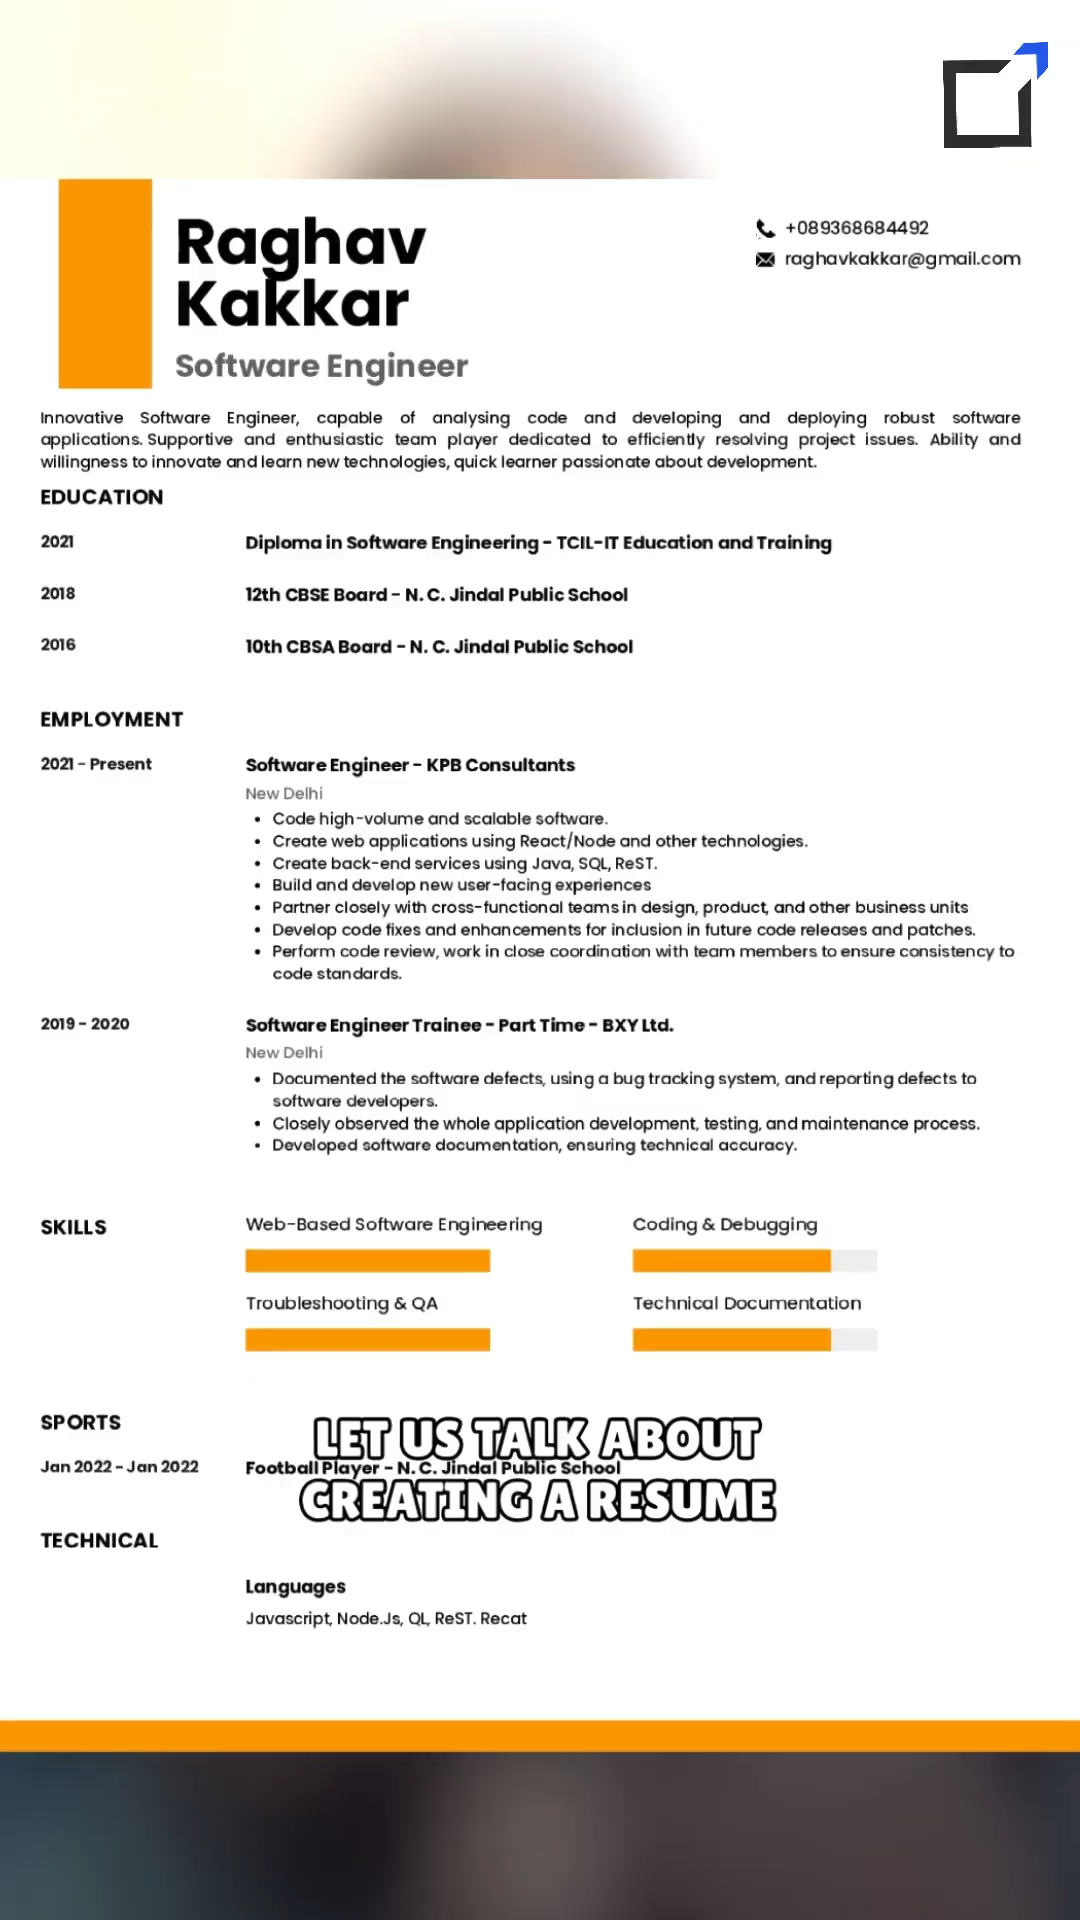 Raghav
Kakkar
Software Engineer
+089368684492
raghavkakkar@gmail.com
Innovative Software Engineer, capable of analysing code and developing and deploying robust software
applications. Supportive and enthusiastic team player dedicated to efficiently resolving project issues. Ability and
willingness to innovate and learn new technologies, quick learner passionate about development.
EDUCATION
2021 Diploma in Software Engineering - TCIL-IT Education and Training
2018 12th CBSE Board - N. C. Jindal Public School
2016 10th CBSA Board - N. C. Jindal Public School
EMPLOYMENT
2021 - Present Software Engineer - KPB Consultants
New Delhi
• Code high-volume and scalable software.
• Create web applications using React/Node and other technologies.
• Create back-end services using Java, SQL, ReST.
• Build and develop new user-facing experiences
• Partner closely with cross-functional teams in design, product, and other business units
• Develop code fixes and enhancements for inclusion in future code releases and patches.
• Perform code review, work in close coordination with team members to ensure consistency to
code standards.
2019 - 2020 Software Engineer Trainee - Part Time - BXY Ltd.
New Delhi
• Documented the software defects, using a bug tracking system, and reporting defects to
software developers.
• Closely observed the whole application development, testing, and maintenance process.
• Developed software documentation, ensuring technical accuracy.
SKILLS
Web-Based Software Engineering Coding & Debugging
Troubleshooting & QA Technical Documentation
SPORTS
Jan 2022 - Jan 2022 Football Player - N. C. Jindal Public School
LET US TALK ABOUT
CREATING A RESUME
TECHNICAL
Languages
Javascript, Node.Js, QL, ReST. Recat